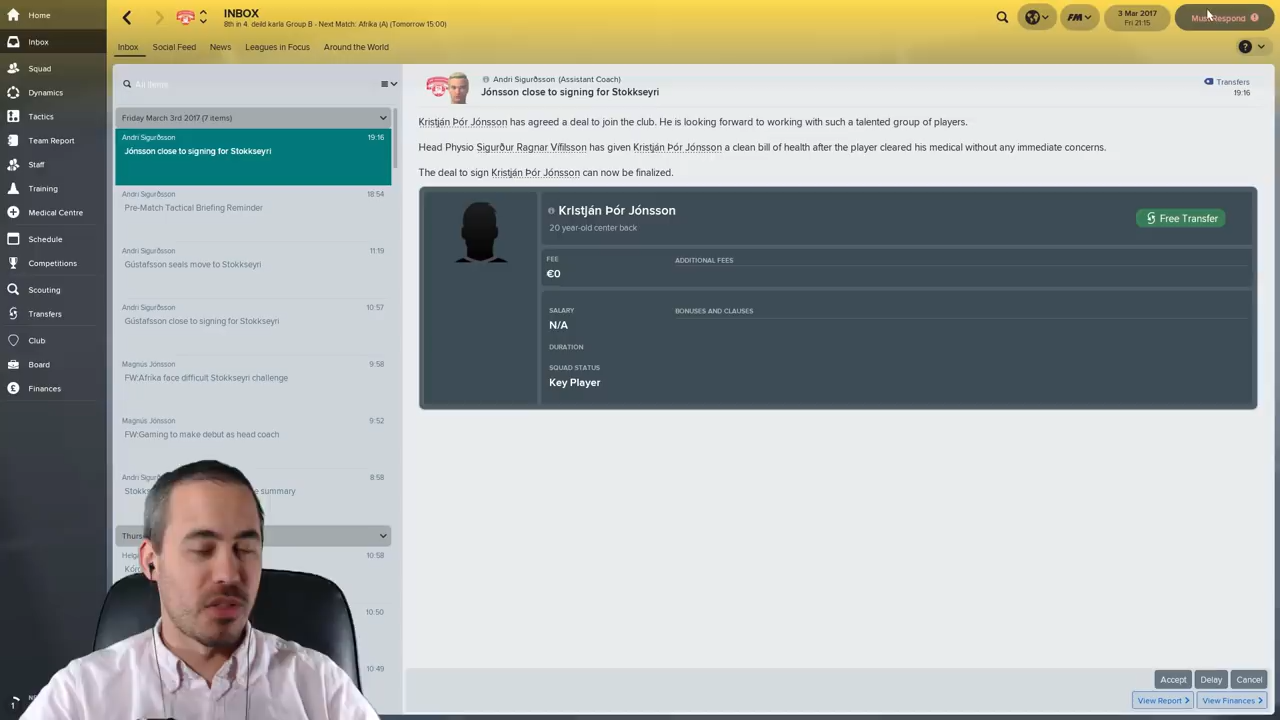 Home
Inbox
Squad
Dynamics
Tactics
Team Report
Staff
Training
Medical Centre
Schedule
Competitions
Scouting
Transfers
Club
Board
Finances
INBOX
8th in 4. deild karla Group B - Next Match: Afríka (A) (Tomorrow 15:00)
FM
3 Mar 2017
Fri 21:15
Must Respond
Inbox
Social Feed
News
Leagues in Focus
Around the World
All Items
Friday March 3rd 2017 (7 items)
Andri Sigurðsson 19:16
Jónsson close to signing for Stokkseyri
Andri Sigurðsson 18:54
Pre-Match Tactical Briefing Reminder
Andri Sigurðsson 11:19
Gústafsson seals move to Stokkseyri
Andri Sigurðsson 10:57
Gústafsson close to signing for Stokkseyri
Magnús Jónsson 9:58
FW:Afríka face difficult Stokkseyri challenge
Magnús Jónsson 9:52
FW:Gaming to make debut as head coach
8:58
summary
10:58
10:50
10:49
Andri Sigurðsson (Assistant Coach)
Jónsson close to signing for Stokkseyri
Transfers
19:16
Kristján Þór Jónsson has agreed a deal to join the club. He is looking forward to working with such a talented group of players.
Head Physio Sigurður Ragnar Vífilsson has given Kristján Þór Jónsson a clean bill of health after the player cleared his medical without any immediate concerns.
The deal to sign Kristján Þór Jónsson can now be finalized.
Kristján Þór Jónsson
20 year-old center back
Free Transfer
FEE
€0
ADDITIONAL FEES
SALARY
N/A
BONUSES AND CLAUSES
DURATION
SQUAD STATUS
Key Player
Accept
Delay
Cancel
View Report
View Finances